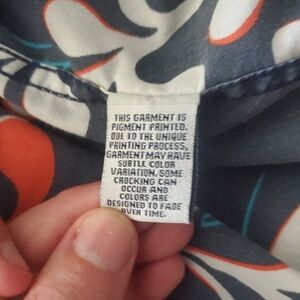 THIS GARMENT IS
PIGMENT PRINTED.
DUE TO THE UNIQUE
PRINTING PROCESS,
GARMENT MAY HAVE
SUBTLE COLOR
VARIATION. SOME
CROCKING CAN
OCCUR AND
COLORS ARE
DESIGNED TO FADE
OVER TIME.